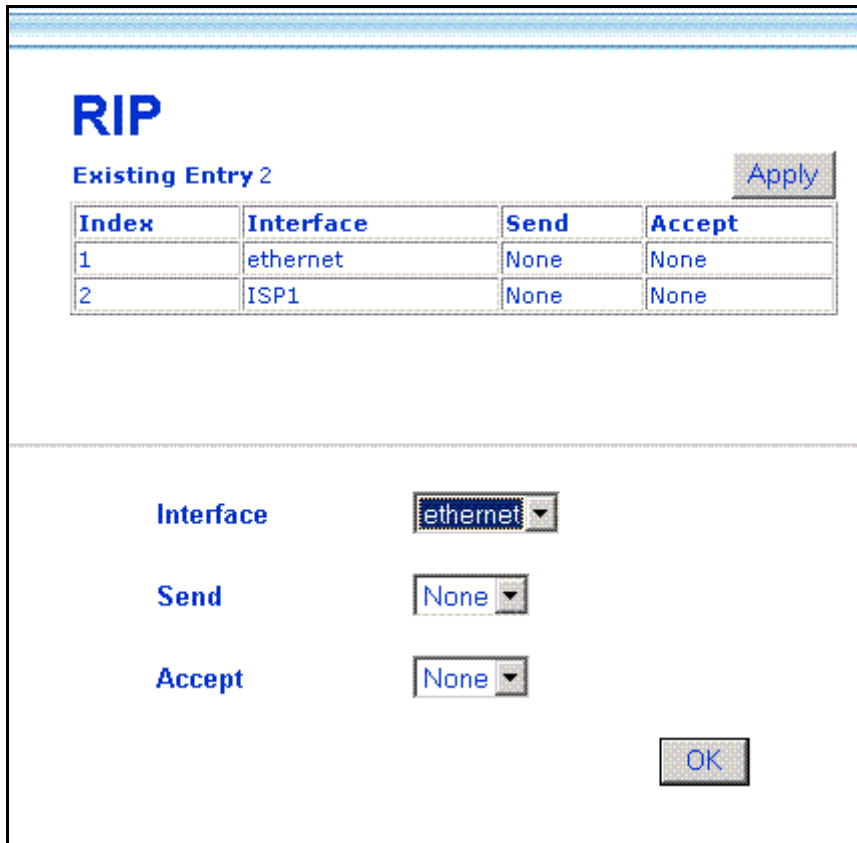 RIP
Existing Entry 2
Apply
Index Interface Send Accept
1 ethernet None None
2 ISP1 None None
Interface ethernet
Send None
Accept None
OK